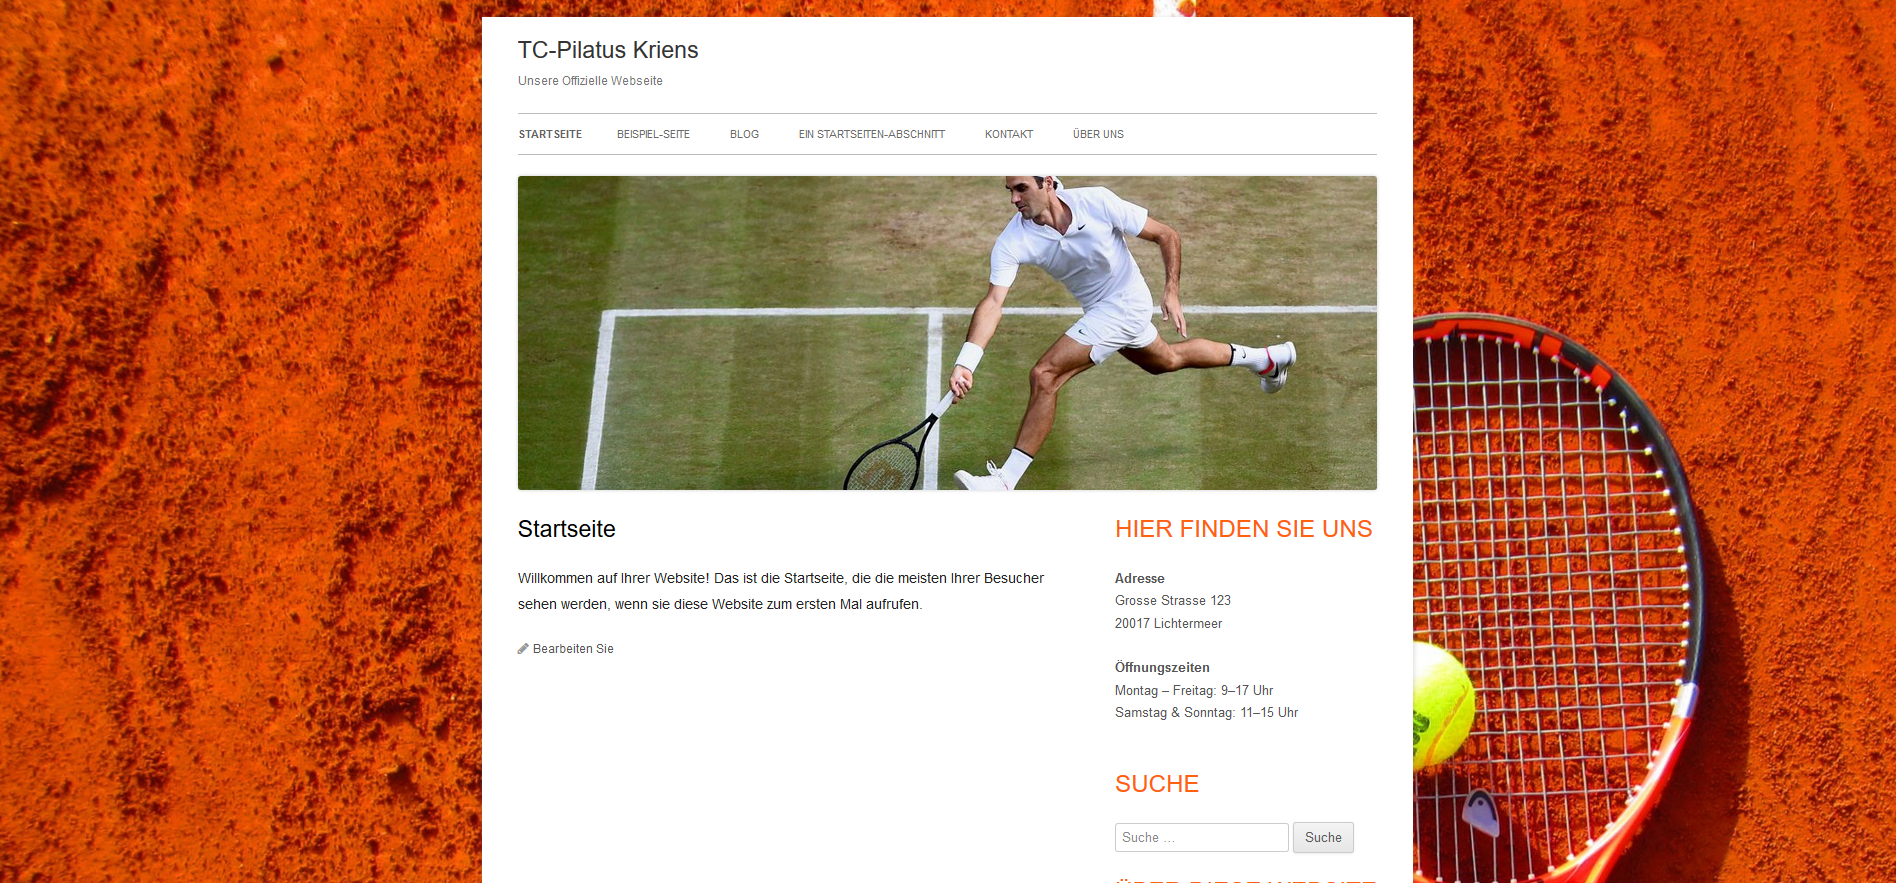 TC-Pilatus Kriens
Unsere Offizielle Webseite
STARTSEITE BEISPIEL-SEITE BLOG EIN STARTSEITEN-ABSCHNITT KONTAKT ÜBER UNS
Startseite
Willkommen auf Ihrer Website! Das ist die Startseite, die die meisten Ihrer Besucher
sehen werden, wenn sie diese Website zum ersten Mal aufrufen.
Bearbeiten Sie
HIER FINDEN SIE UNS
Adresse
Grosse Strasse 123
20017 Lichtermeer
Öffnungszeiten
Montag – Freitag: 9–17 Uhr
Samstag & Sonntag: 11–15 Uhr
SUCHE
Suche … Suche